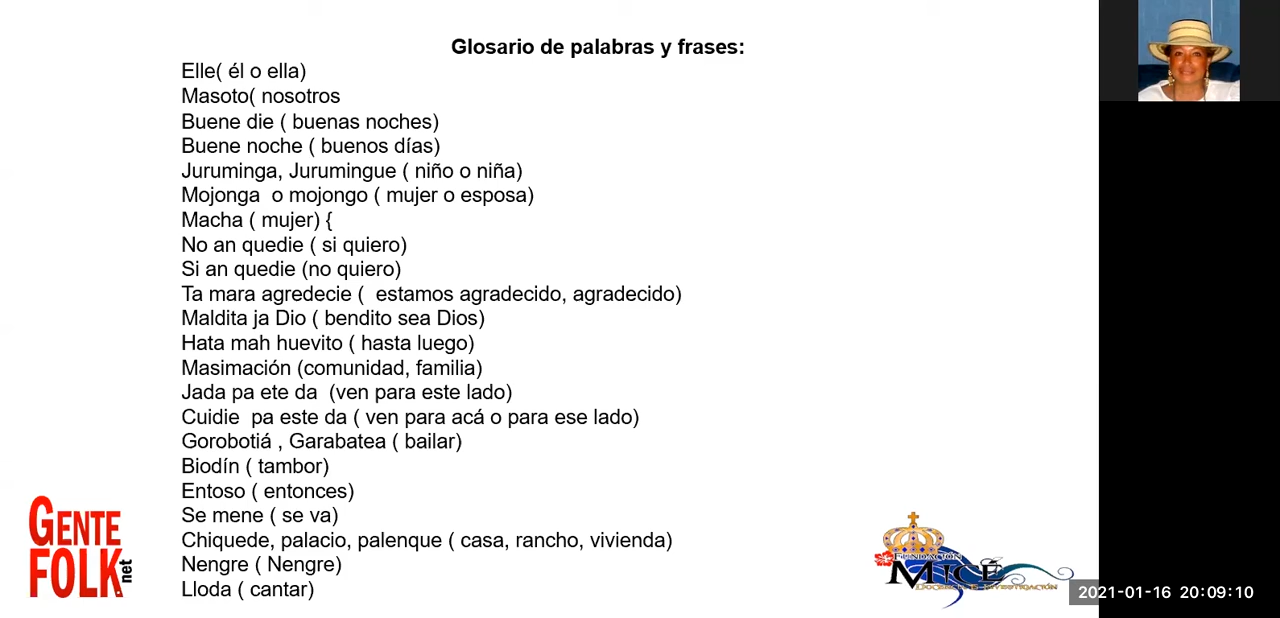 Glosario de palabras y frases:
Elle( él o ella)
Masoto( nosotros
Buene die ( buenas noches)
Buene noche ( buenos días)
Juruminga, Jurumingue ( niño o niña)
Mojonga  o mojongo ( mujer o esposa)
Macha ( mujer) {
No an quedie ( si quiero)
Si an quedie (no quiero)
Ta mara agredecie (  estamos agradecido, agradecido)
Maldita ja Dio ( bendito sea Dios)
Hata mah huevito ( hasta luego)
Masimación (comunidad, familia)
Jada pa ete da  (ven para este lado)
Cuidie  pa este da ( ven para acá o para ese lado)
Gorobotiá , Garabatea ( bailar)
Biodín ( tambor)
Entoso ( entonces)
Se mene ( se va)
Chiquede, palacio, palenque ( casa, rancho, vivienda)
Nengre ( Nengre)
Lloda ( cantar)
GENTE
FOLK.net
FUNDACIÓN
MICÉ
DOCENCIA E INVESTIGACIÓN
2021-01-16 20:09:10